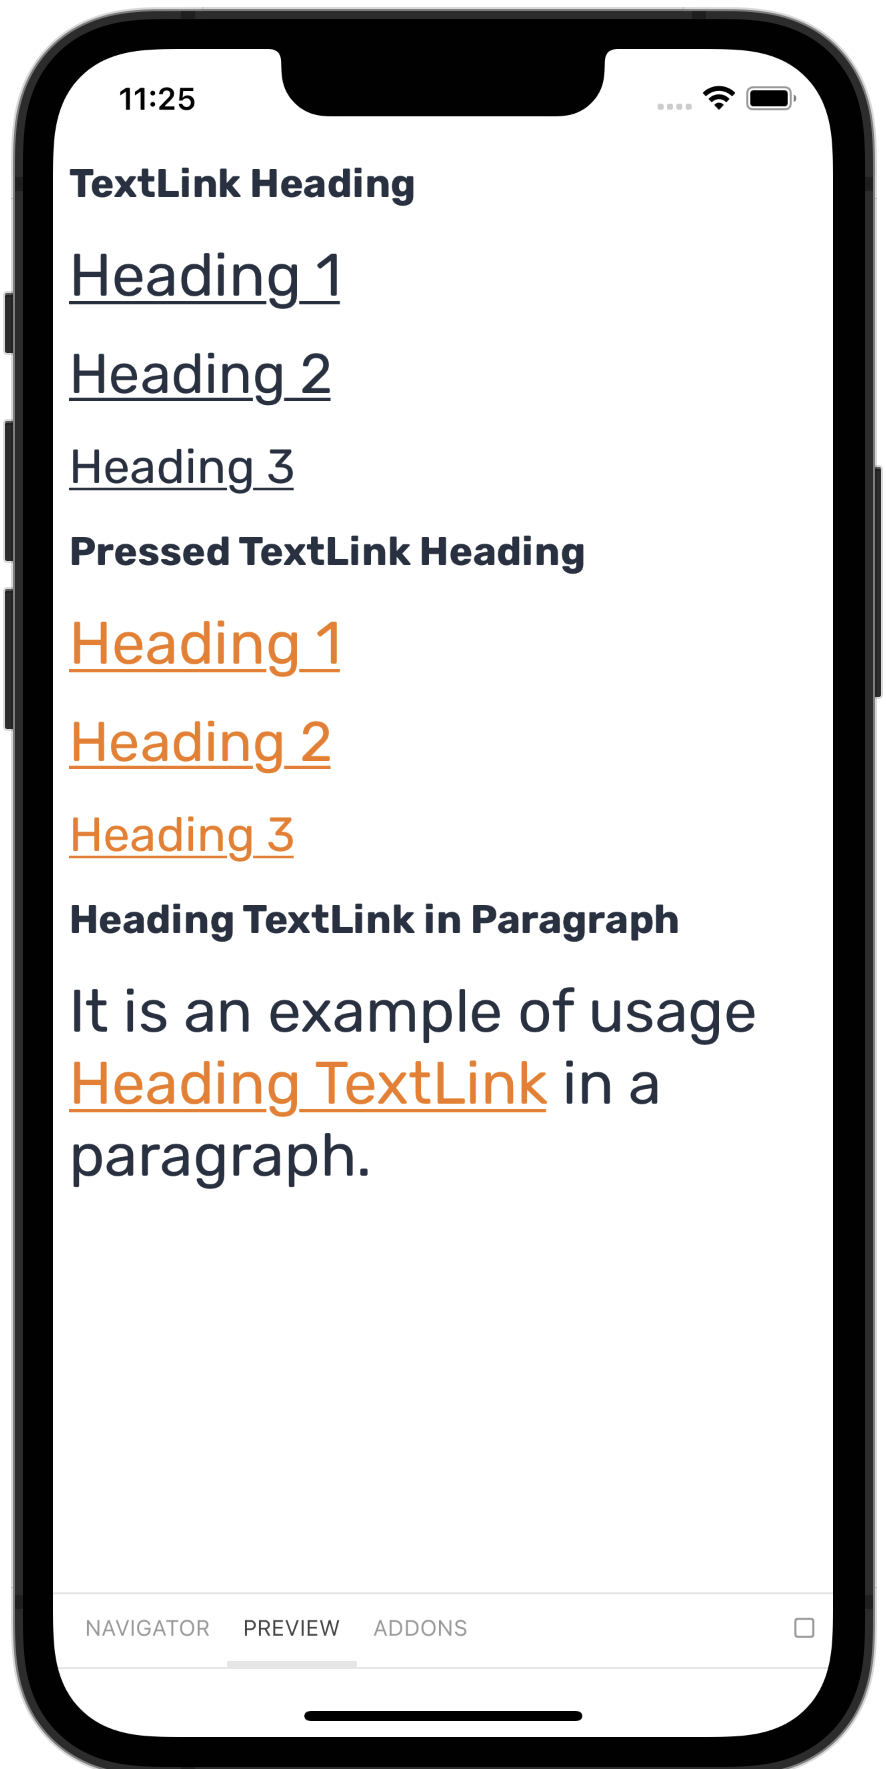 11:25
TextLink Heading
Heading 1
Heading 2
Heading 3
Pressed TextLink Heading
Heading 1
Heading 2
Heading 3
Heading TextLink in Paragraph
It is an example of usage
Heading TextLink in a
paragraph.
NAVIGATOR PREVIEW ADDONS